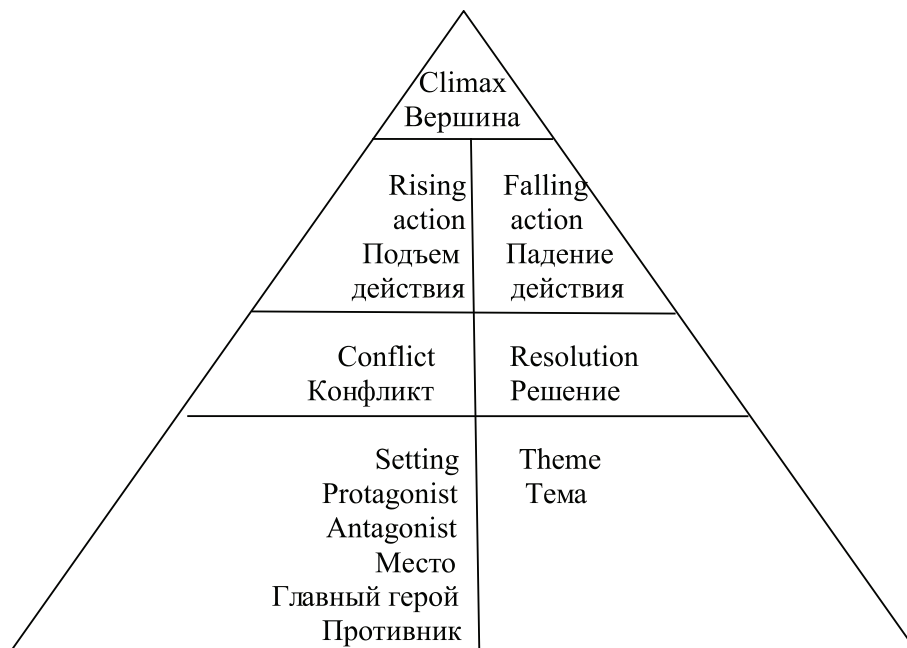 Climax
Вершина
Rising
action
Подъем
действия
Falling
action
Падение
действия
Conflict
Конфликт
Resolution
Решение
Setting
Protagonist
Antagonist
Место
Главный герой
Противник
Theme
Тема